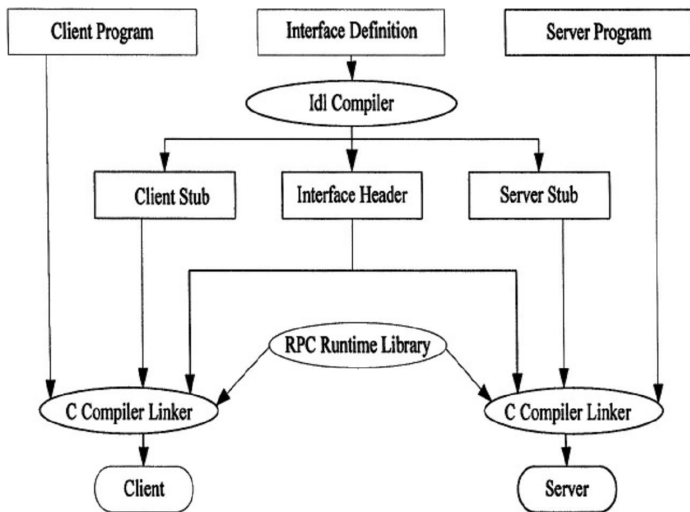 Client Program
Interface Definition
Server Program
Idl Compiler
Client Stub
Interface Header
Server Stub
RPC Runtime Library
C Compiler Linker
C Compiler Linker
Client
Server